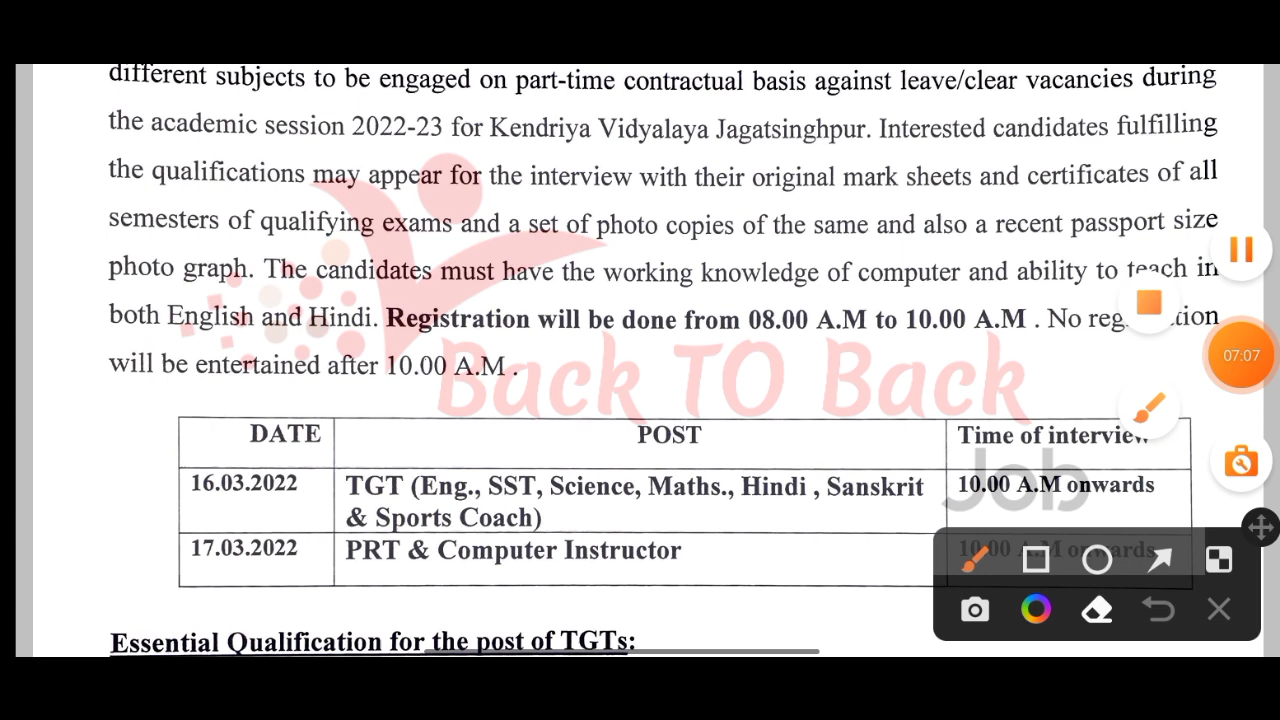 different subjects to be engaged on part-time contractual basis against leave/clear vacancies during
the academic session 2022-23 for Kendriya Vidyalaya Jagatsinghpur. Interested candidates fulfilling
the qualifications may appear for the interview with their original mark sheets and certificates of all
semesters of qualifying exams and a set of photo copies of the same and also a recent passport size
photo graph. The candidates must have the working knowledge of computer and ability to teach in
both English and Hindi. Registration will be done from 08.00 A.M to 10.00 A.M . No reg tion
will be entertained after 10.00 A.M .
Back TO Back
Job
DATE POST Time of interview
16.03.2022 TGT (Eng., SST, Science, Maths., Hindi , Sanskrit 10.00 A.M onwards
& Sports Coach)
17.03.2022 PRT & Computer Instructor 10.00 A.M onwards
Essential Qualification for the post of TGTs:
07:07